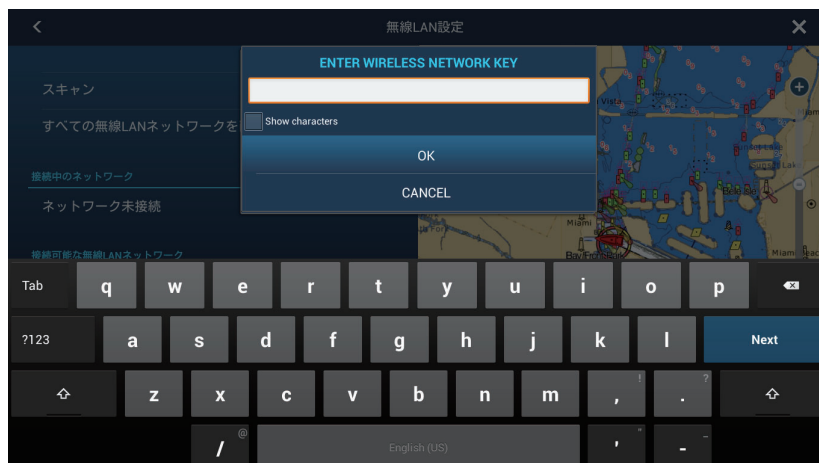 無線LAN設定
ENTER WIRELESS NETWORK KEY
スキャン
Show characters
すべての無線LANネットワークを
OK
接続中のネットワーク
CANCEL
ネットワーク未接続
Vista
Miami
接続可能な無線LANネットワーク
Tab q w e r t y u i o p
?123 a s d f g h j k l Next
z x c v b n m , ! . ?
/ @ English (US) ' " - _